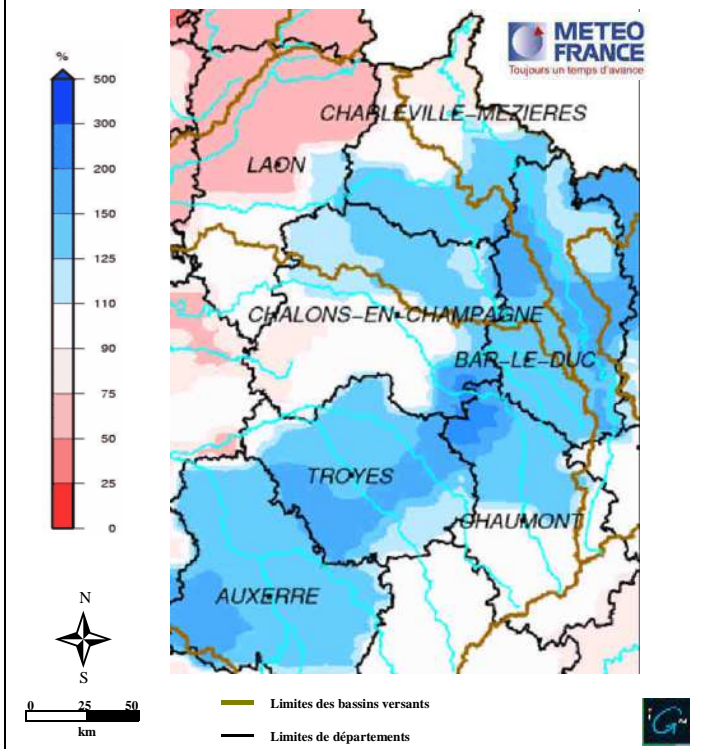 METEO
FRANCE
Toujours un temps d'avance
%
500
300
200
150
125
110
90
75
50
25
0
CHARLEVILLE-MEZIERES
LAON
CHALONS-EN-CHAMPAGNE
BAR-LE-DUC
TROYES
CHAUMONT
AUXERRE
N
S
0 25 50
km
Limites des bassins versants
Limites de départements